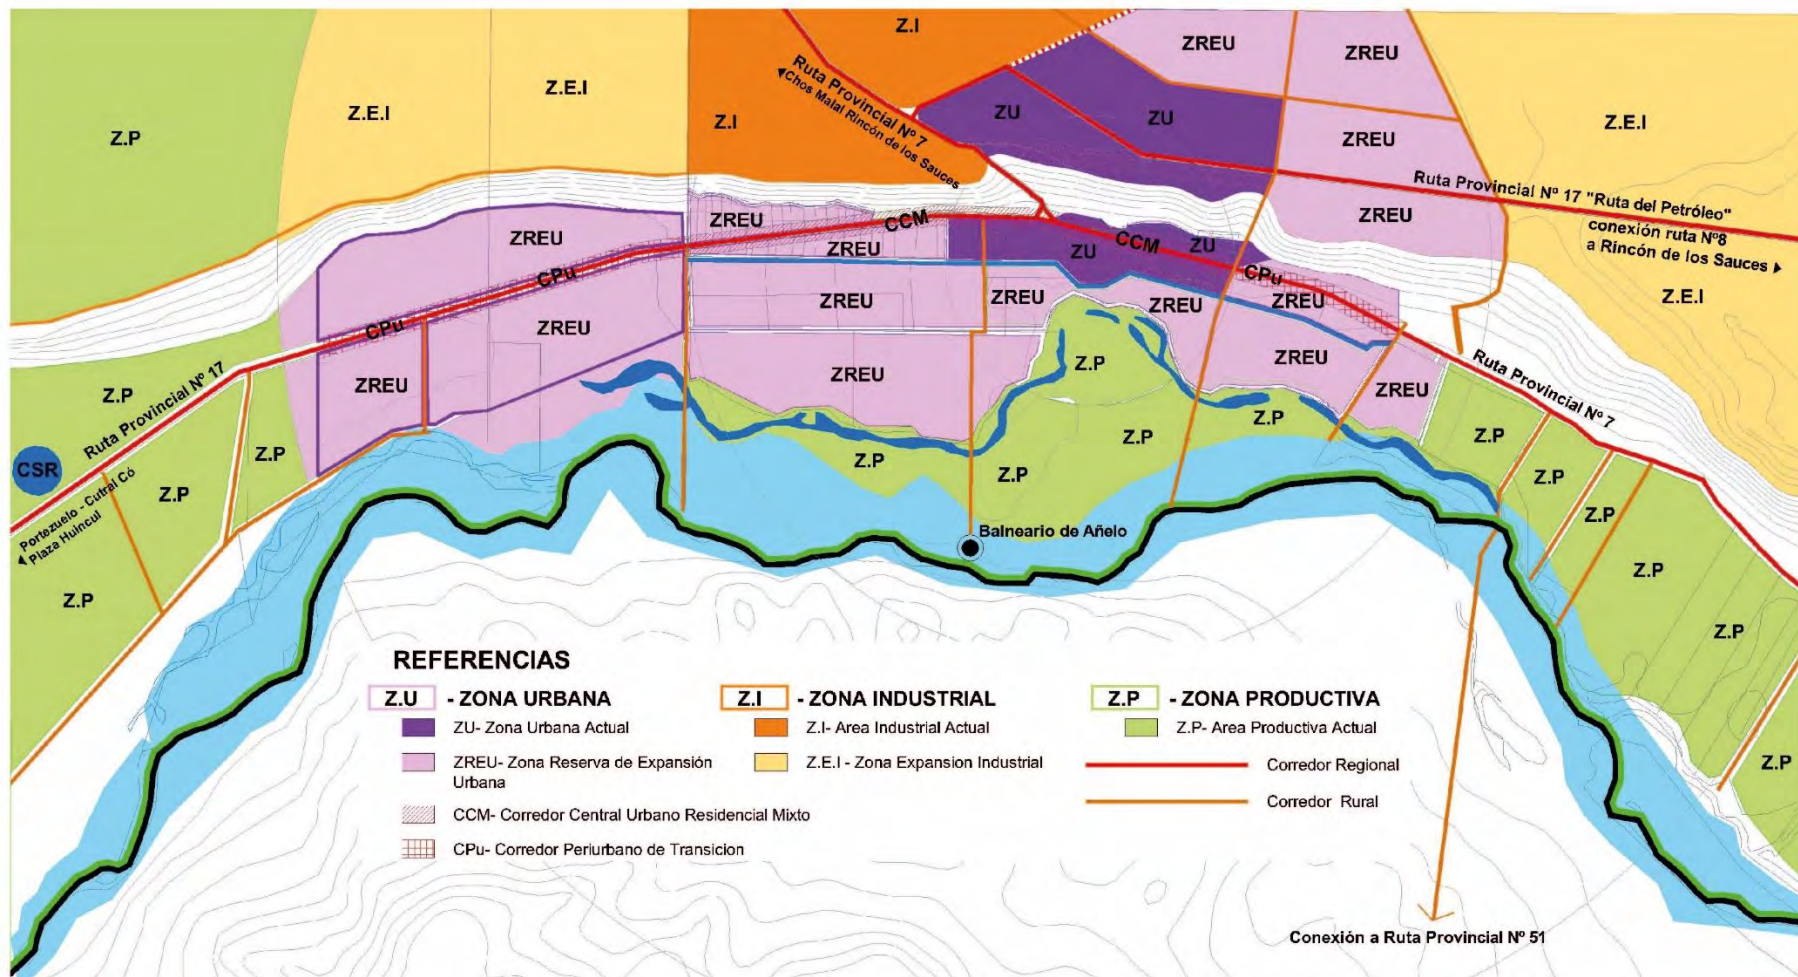 Z.I
ZREU
ZREU
Z.E.I
Z.E.I
Z.P
Z.I
Ruta Provincial Nº 7
Chos Malal Rincón de los Sauces
ZU
ZU
ZREU
Z.E.I
Ruta Provincial Nº 17 "Ruta del Petróleo"
conexión ruta Nº8
a Rincón de los Sauces
ZREU
ZREU
ZREU
CCM
ZREU
ZU
CCM
ZU
CPu
ZREU
Z.E.I
CPu
CPu
ZREU
ZREU
ZREU
ZREU
ZREU
ZREU
ZREU
Z.P
ZREU
ZREU
Ruta Provincial Nº 7
Z.P
Ruta Provincial Nº 17
CSR
Portezuelo - Cutral Có
Plaza Huincul
Z.P
Z.P
Z.P
Z.P
Z.P
Z.P
Z.P
Z.P
Z.P
Z.P
Balneario de Añelo
Z.P
Z.P
Z.P
Z.P
REFERENCIAS
Z.U - ZONA URBANA
ZU- Zona Urbana Actual
ZREU- Zona Reserva de Expansión
Urbana
CCM- Corredor Central Urbano Residencial Mixto
CPu- Corredor Periurbano de Transicion
Z.I - ZONA INDUSTRIAL
Z.I- Area Industrial Actual
Z.E.I - Zona Expansion Industrial
Z.P - ZONA PRODUCTIVA
Z.P- Area Productiva Actual
Corredor Regional
Corredor Rural
Conexión a Ruta Provincial Nº 51